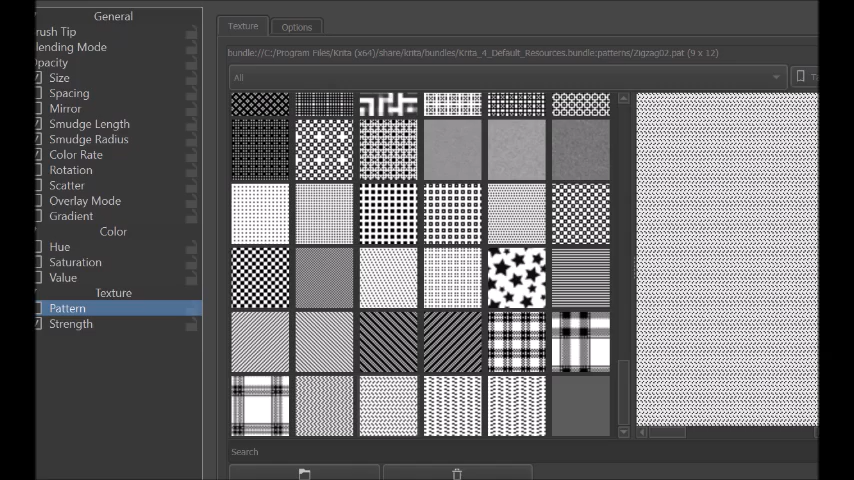 General
Texture
Options
rush Tip
lending Mode
pacity
Size
Spacing
Mirror
Smudge Length
Smudge Radius
Color Rate
Rotation
Scatter
Overlay Mode
Gradient
Color
Hue
Saturation
Value
Texture
Pattern
Strength
bundle://C:/Program Files/Krita (x64)/share/krita/bundles/Krita_4_Default_Resources.bundle:patterns/Zigzag02.pat (9 x 12)
All
Search